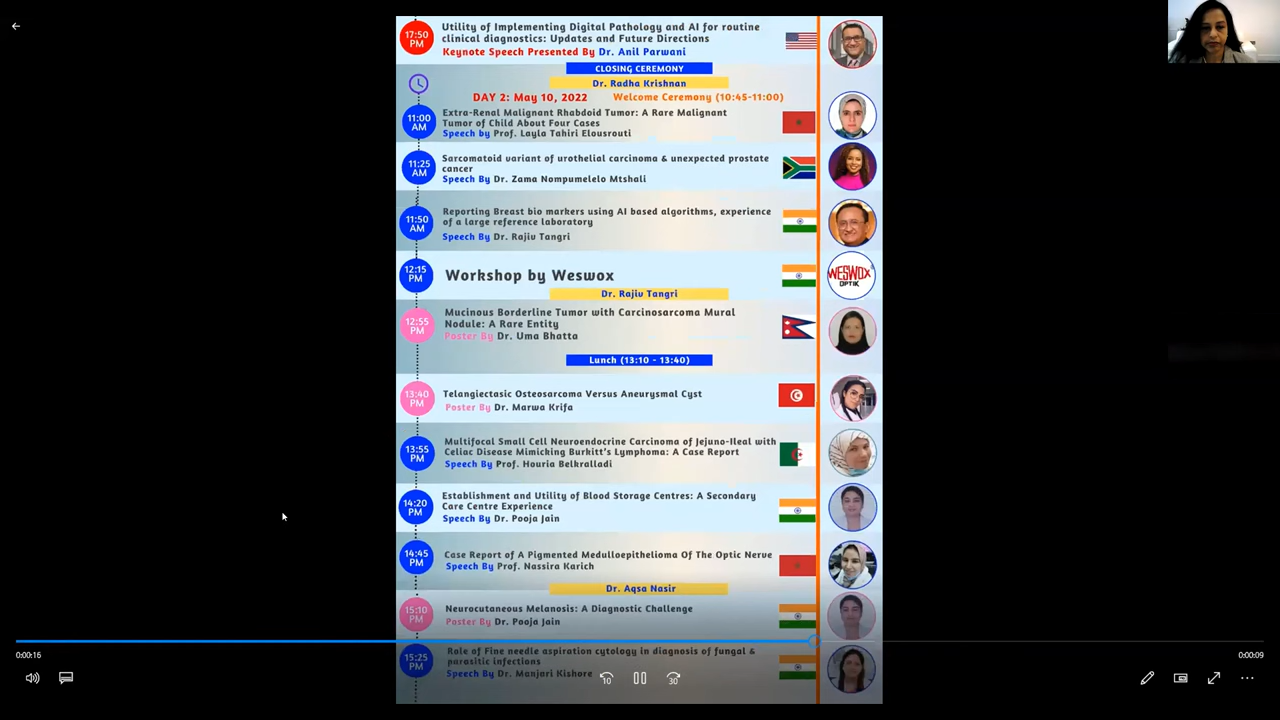 17:50
PM
Utility of Implementing Digital Pathology and AI for routine
clinical diagnostics: Updates and Future Directions
Keynote Speech Presented By Dr. Anil Parwani
CLOSING CEREMONY
Dr. Radha Krishnan
DAY 2: May 10, 2022 Welcome Ceremony (10:45-11:00)
11:00
AM
Extra-Renal Malignant Rhabdoid Tumor: A Rare Malignant
Tumor of Child About Four Cases
Speech by Prof. Layla Tahiri Elousrouti
11:25
AM
Sarcomatoid variant of urothelial carcinoma & unexpected prostate
cancer
Speech By Dr. Zama Nompumelelo Mtshali
11:50
AM
Reporting Breast bio markers using AI based algorithms, experience
of a large reference laboratory
Speech By Dr. Rajiv Tangri
12:15
PM
Workshop by Weswox
WESWOX
OPTIK
Dr. Rajiv Tangri
12:55
PM
Mucinous Borderline Tumor with Carcinosarcoma Mural
Nodule: A Rare Entity
Poster By Dr. Uma Bhatta
Lunch (13:10 - 13:40)
13:40
PM
Telangiectasic Osteosarcoma Versus Aneurysmal Cyst
Poster By Dr. Marwa Krifa
13:55
PM
Multifocal Small Cell Neuroendocrine Carcinoma of Jejuno-Ileal with
Celiac Disease Mimicking Burkitt's Lymphoma: A Case Report
Speech By Prof. Houria Belkralladi
14:20
PM
Establishment and Utility of Blood Storage Centres: A Secondary
Care Centre Experience
Speech By Dr. Pooja Jain
14:45
PM
Case Report of A Pigmented Medulloepithelioma Of The Optic Nerve
Speech By Prof. Nassira Karich
Dr. Aqsa Nasir
15:10
PM
Neurocutaneous Melanosis: A Diagnostic Challenge
Poster By Dr. Pooja Jain
15:25
PM
Role of Fine needle aspiration cytology in diagnosis of fungal &
parasitic infections
Speech By Dr. Manjari Kishore
0:00:16
0:00:09
10
30